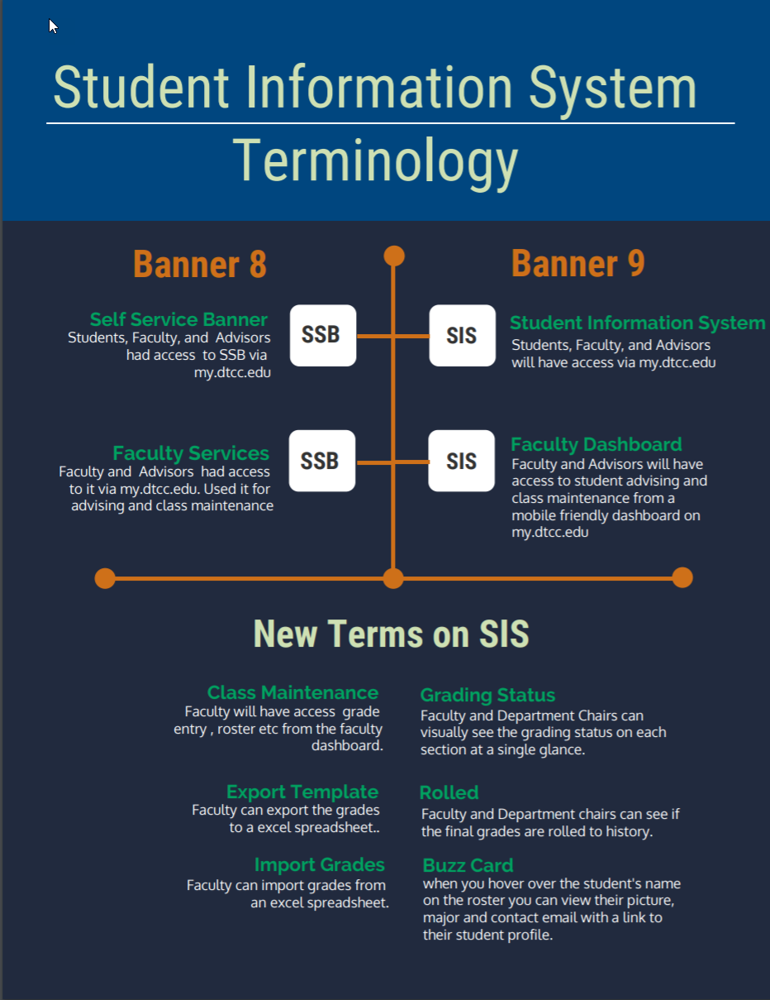 Student Information System
Terminology
Banner 8
Banner 9
Self Service Banner
Students, Faculty, and Advisors
had access to SSB via
my.dtcc.edu
SSB
SIS
Student Information System
Students, Faculty, and Advisors
will have access via my.dtcc.edu
Faculty Services
Faculty and Advisors had access
to it via my.dtcc.edu. Used it for
advising and class maintenance
SSB
SIS
Faculty Dashboard
Faculty and Advisors will have
access to student advising and
class maintenance from a
mobile friendly dashboard on
my.dtcc.edu
New Terms on SIS
Class Maintenance
Faculty will have access grade
entry , roster etc from the faculty
dashboard.
Grading Status
Faculty and Department Chairs can
visually see the grading status on each
section at a single glance.
Export Template
Faculty can export the grades
to a excel spreadsheet..
Rolled
Faculty and Department chairs can see if
the final grades are rolled to history.
Import Grades
Faculty can import grades from
an excel spreadsheet.
Buzz Card
when you hover over the student's name
on the roster you can view their picture,
major and contact email with a link to
their student profile.